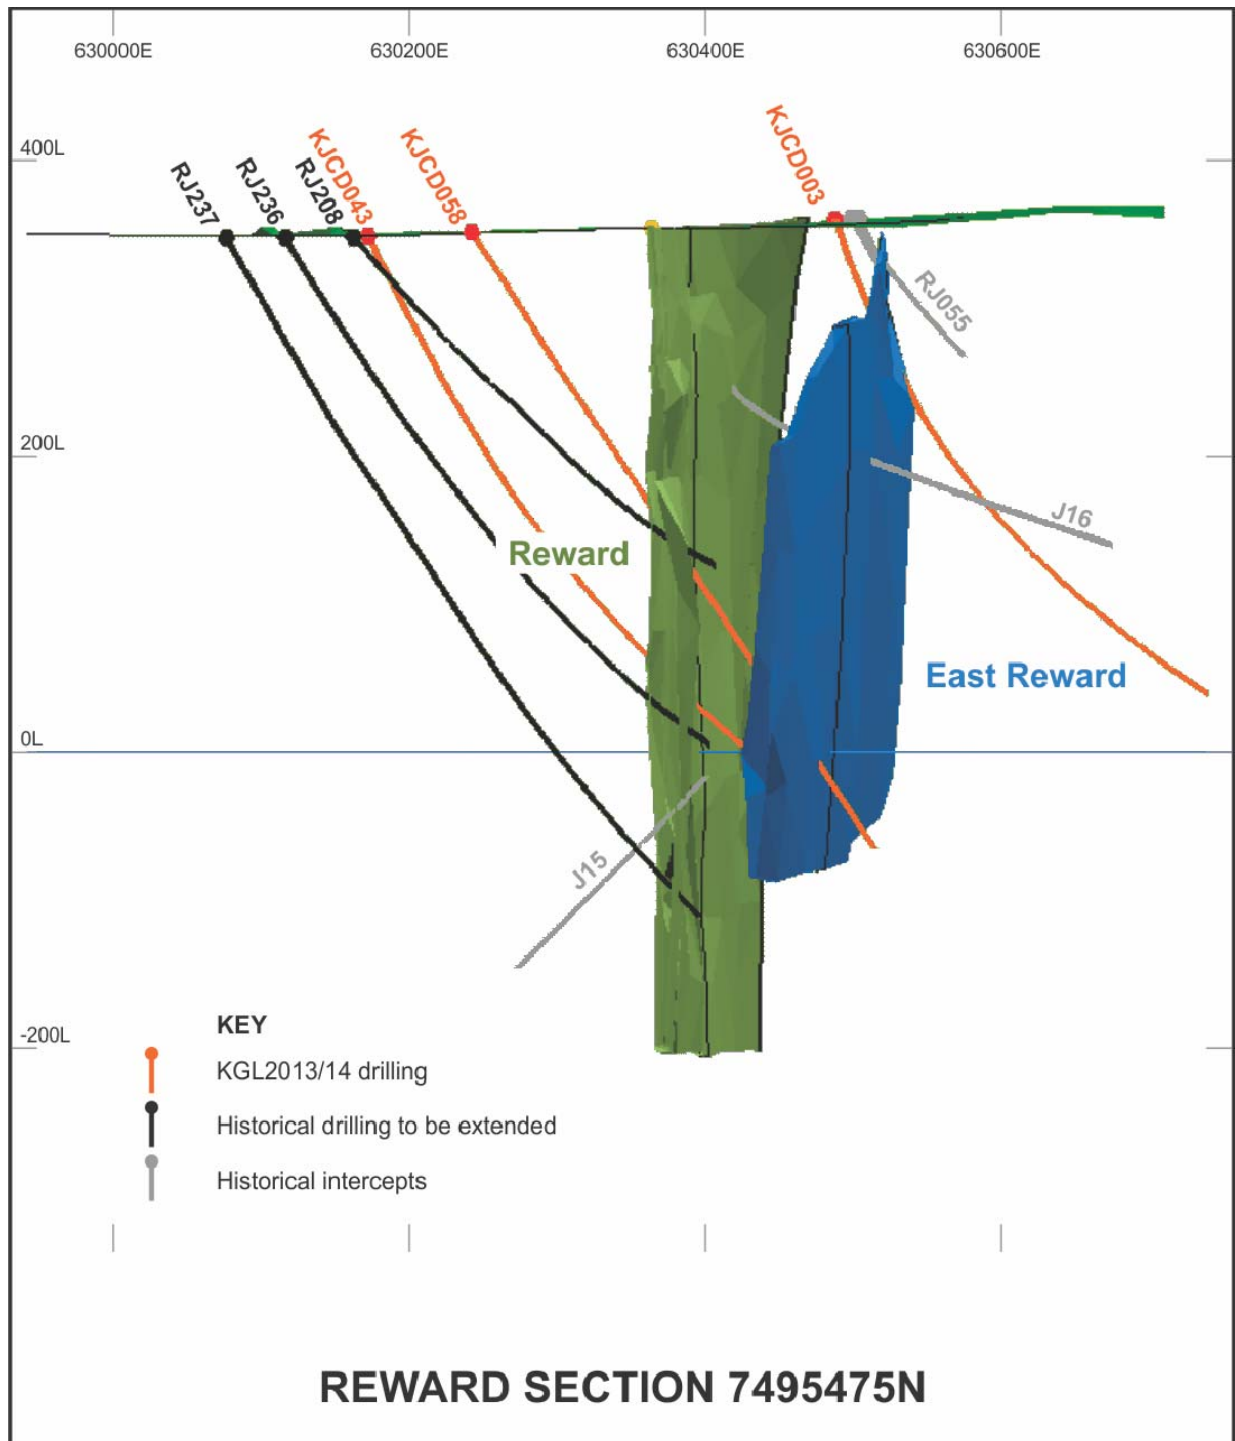 630000E
630200E
630400E
630600E
400L
RJ237
RJ236
RJ208
KJCD043
KJCD058
KJCD003
RJ055
200L
J16
Reward
East Reward
0L
J15
-200L
KEY
KGL2013/14 drilling
Historical drilling to be extended
Historical intercepts
REWARD SECTION 7495475N